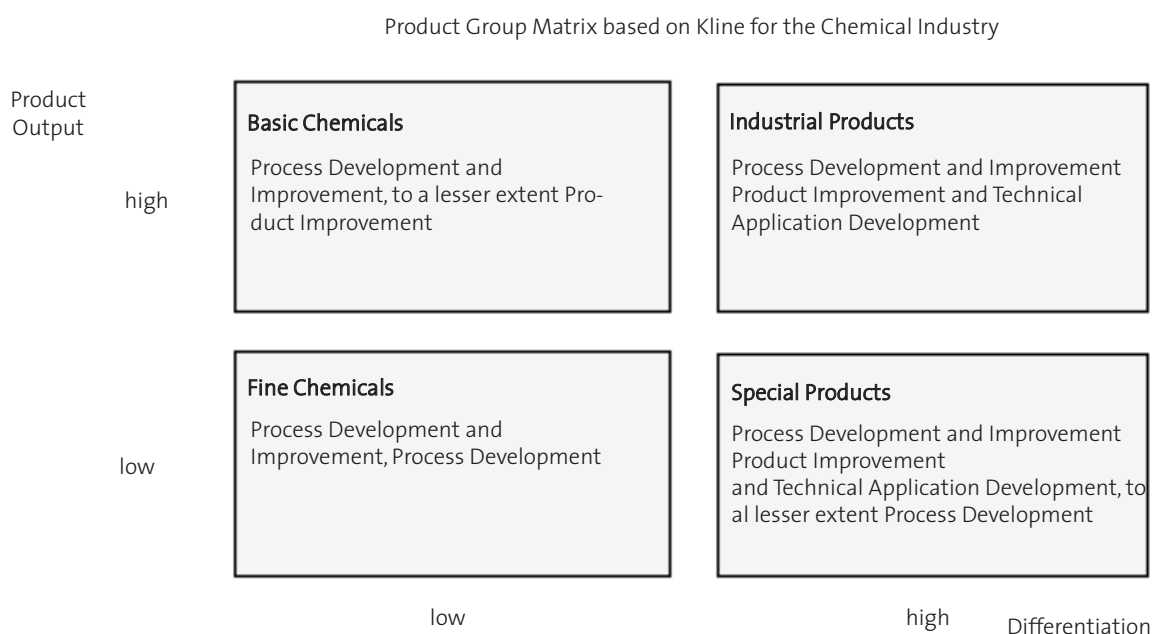 Product Group Matrix based on Kline for the Chemical Industry
Product
Output
high
Basic Chemicals
Process Development and
Improvement, to a lesser extent Pro-
duct Improvement
Industrial Products
Process Development and Improvement
Product Improvement and Technical
Application Development
low
Fine Chemicals
Process Development and
Improvement, Process Development
Special Products
Process Development and Improvement
Product Improvement
and Technical Application Development, to
al lesser extent Process Development
low
high
Differentiation